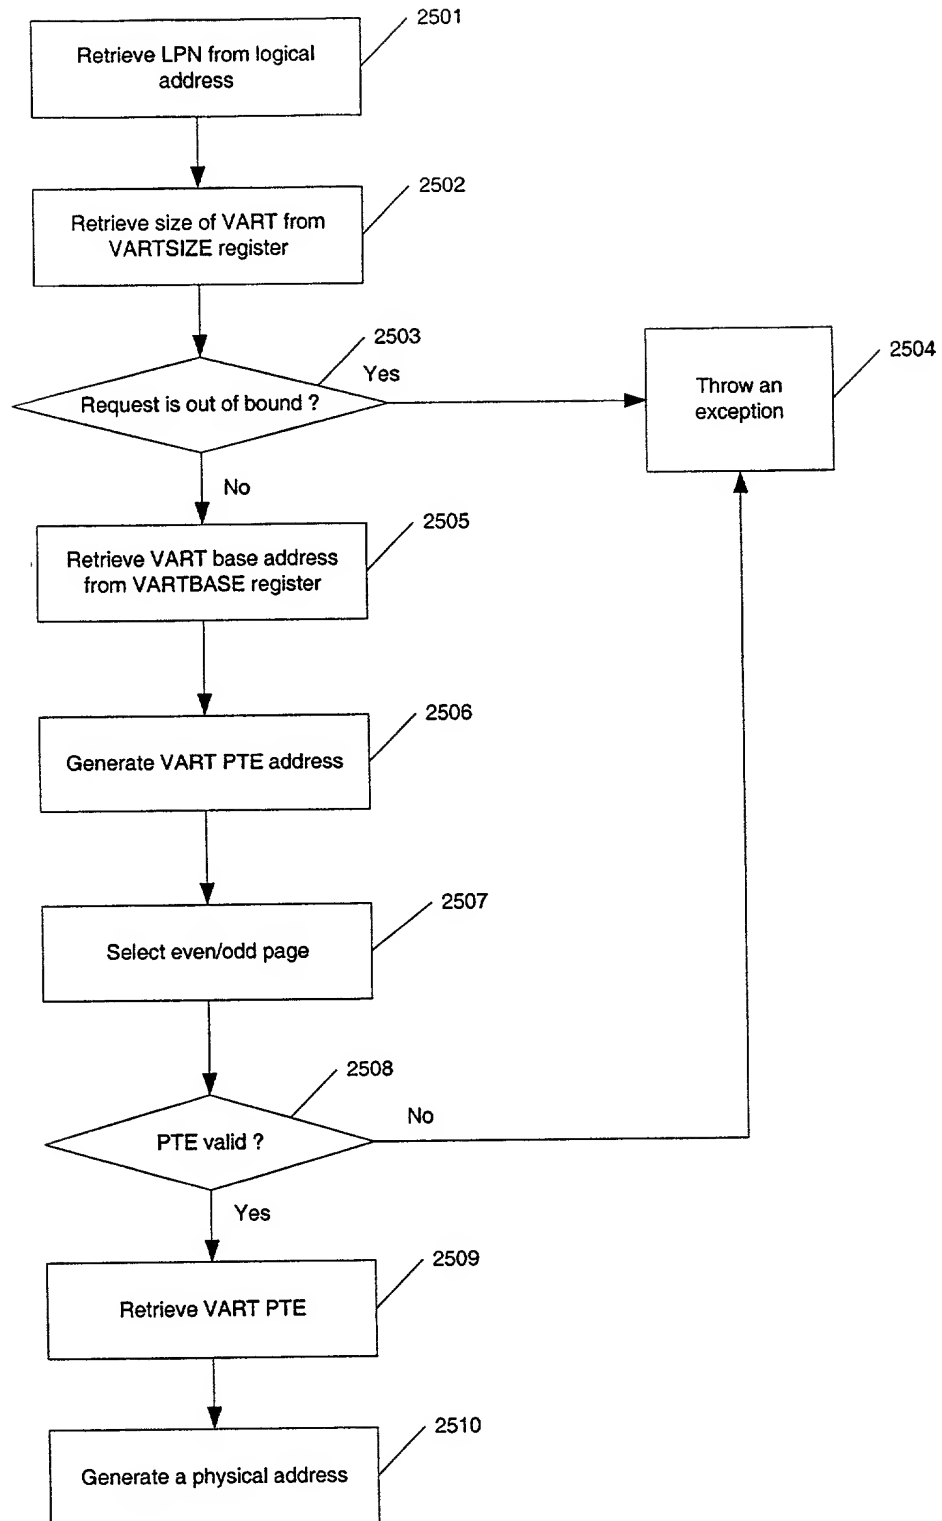 2501
Retrieve LPN from logical
address
2502
Retrieve size of VART from
VARTSIZE register
2503
Yes
Request is out of bound ?
2504
Throw an
exception
No
2505
Retrieve VART base address
from VARTBASE register
2506
Generate VART PTE address
2507
Select even/odd page
2508
No
PTE valid ?
Yes
2509
Retrieve VART PTE
2510
Generate a physical address